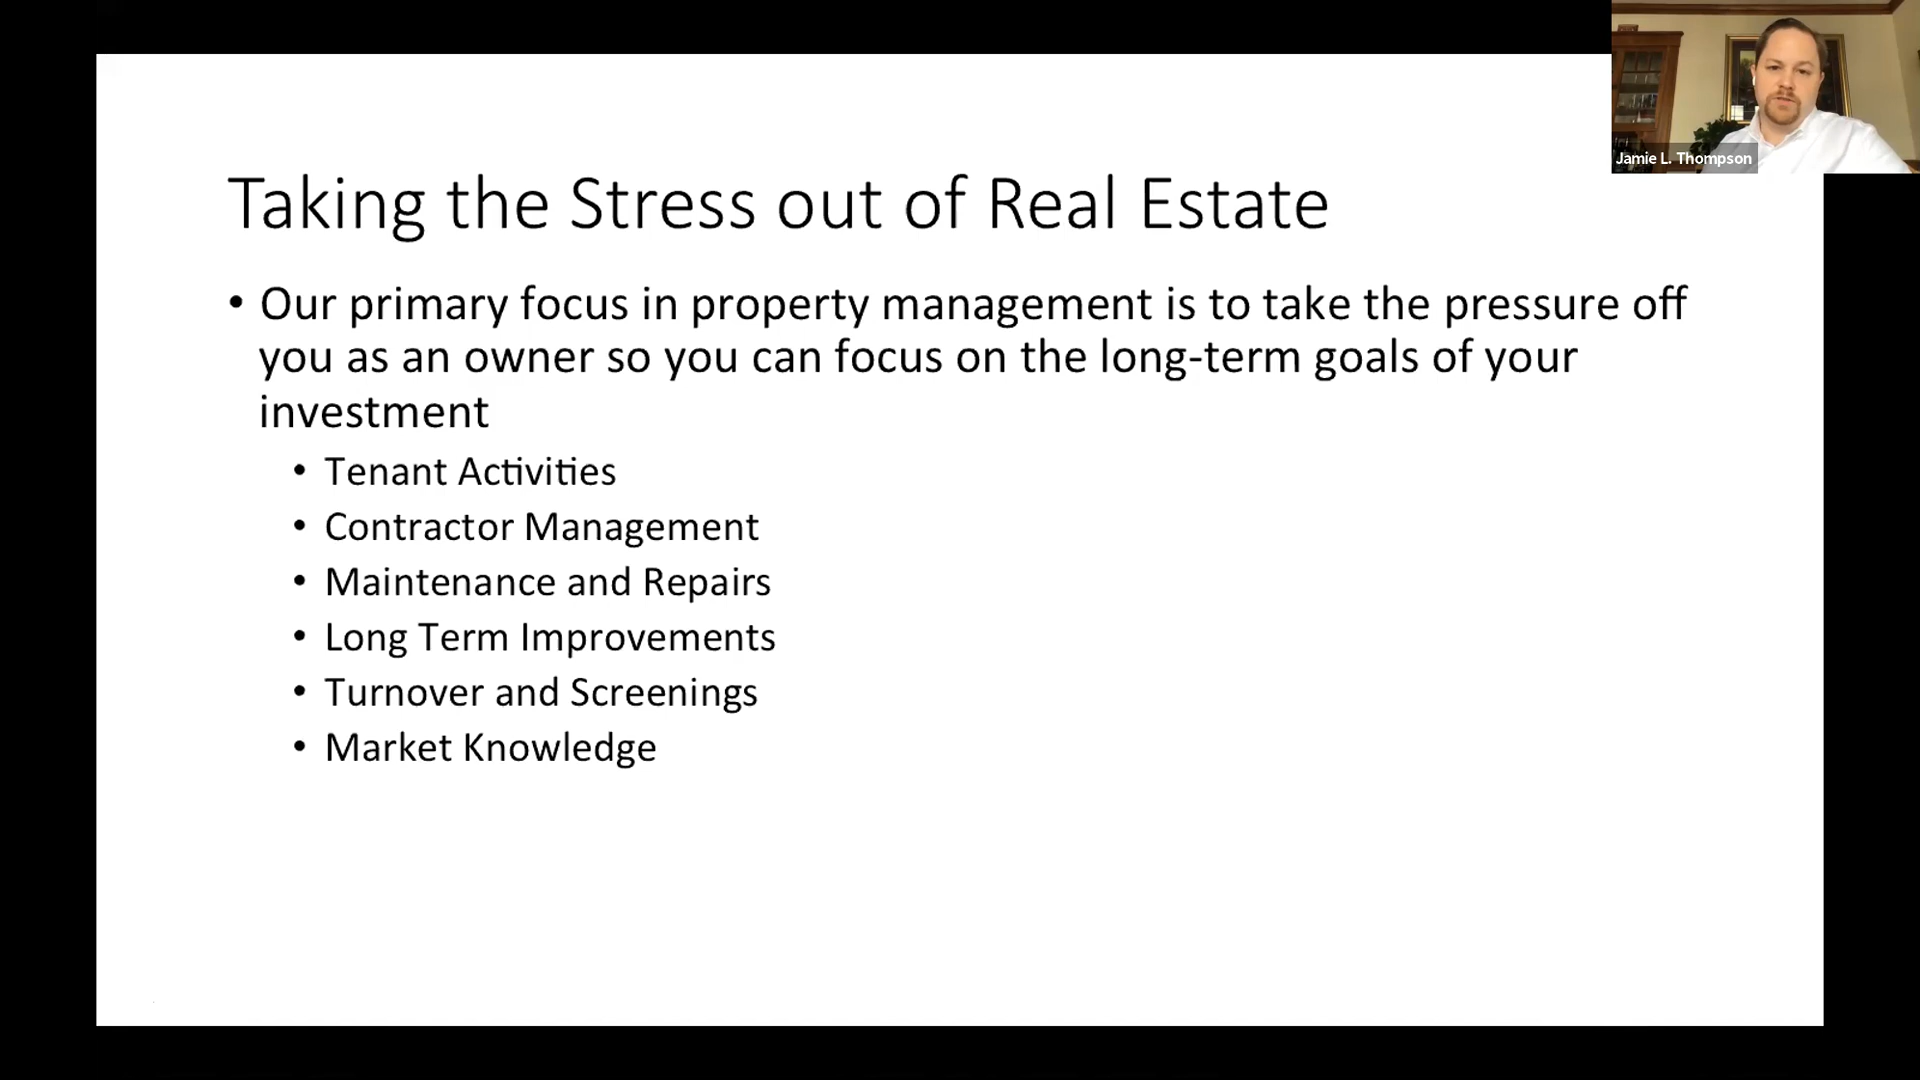 Jamie L. Thompson
Taking the Stress out of Real Estate
• Our primary focus in property management is to take the pressure off
you as an owner so you can focus on the long-term goals of your
investment
• Tenant Activities
• Contractor Management
• Maintenance and Repairs
• Long Term Improvements
• Turnover and Screenings
• Market Knowledge